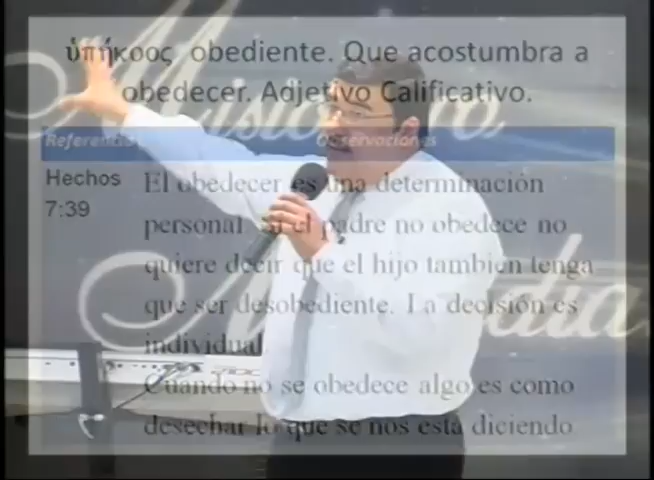 ὑπήκοος obediente. Que acostumbra a
obedecer. Adjetivo Calificativo.
Referencia Observaciones
Hechos
7:39
El obedecer es una determinación
personal si el padre no obedece no
quiere decir que el hijo tambien tenga
que ser desobediente. La decisión es
individual
Cuando no se obedece algo es como
desechar lo que se nos está diciendo